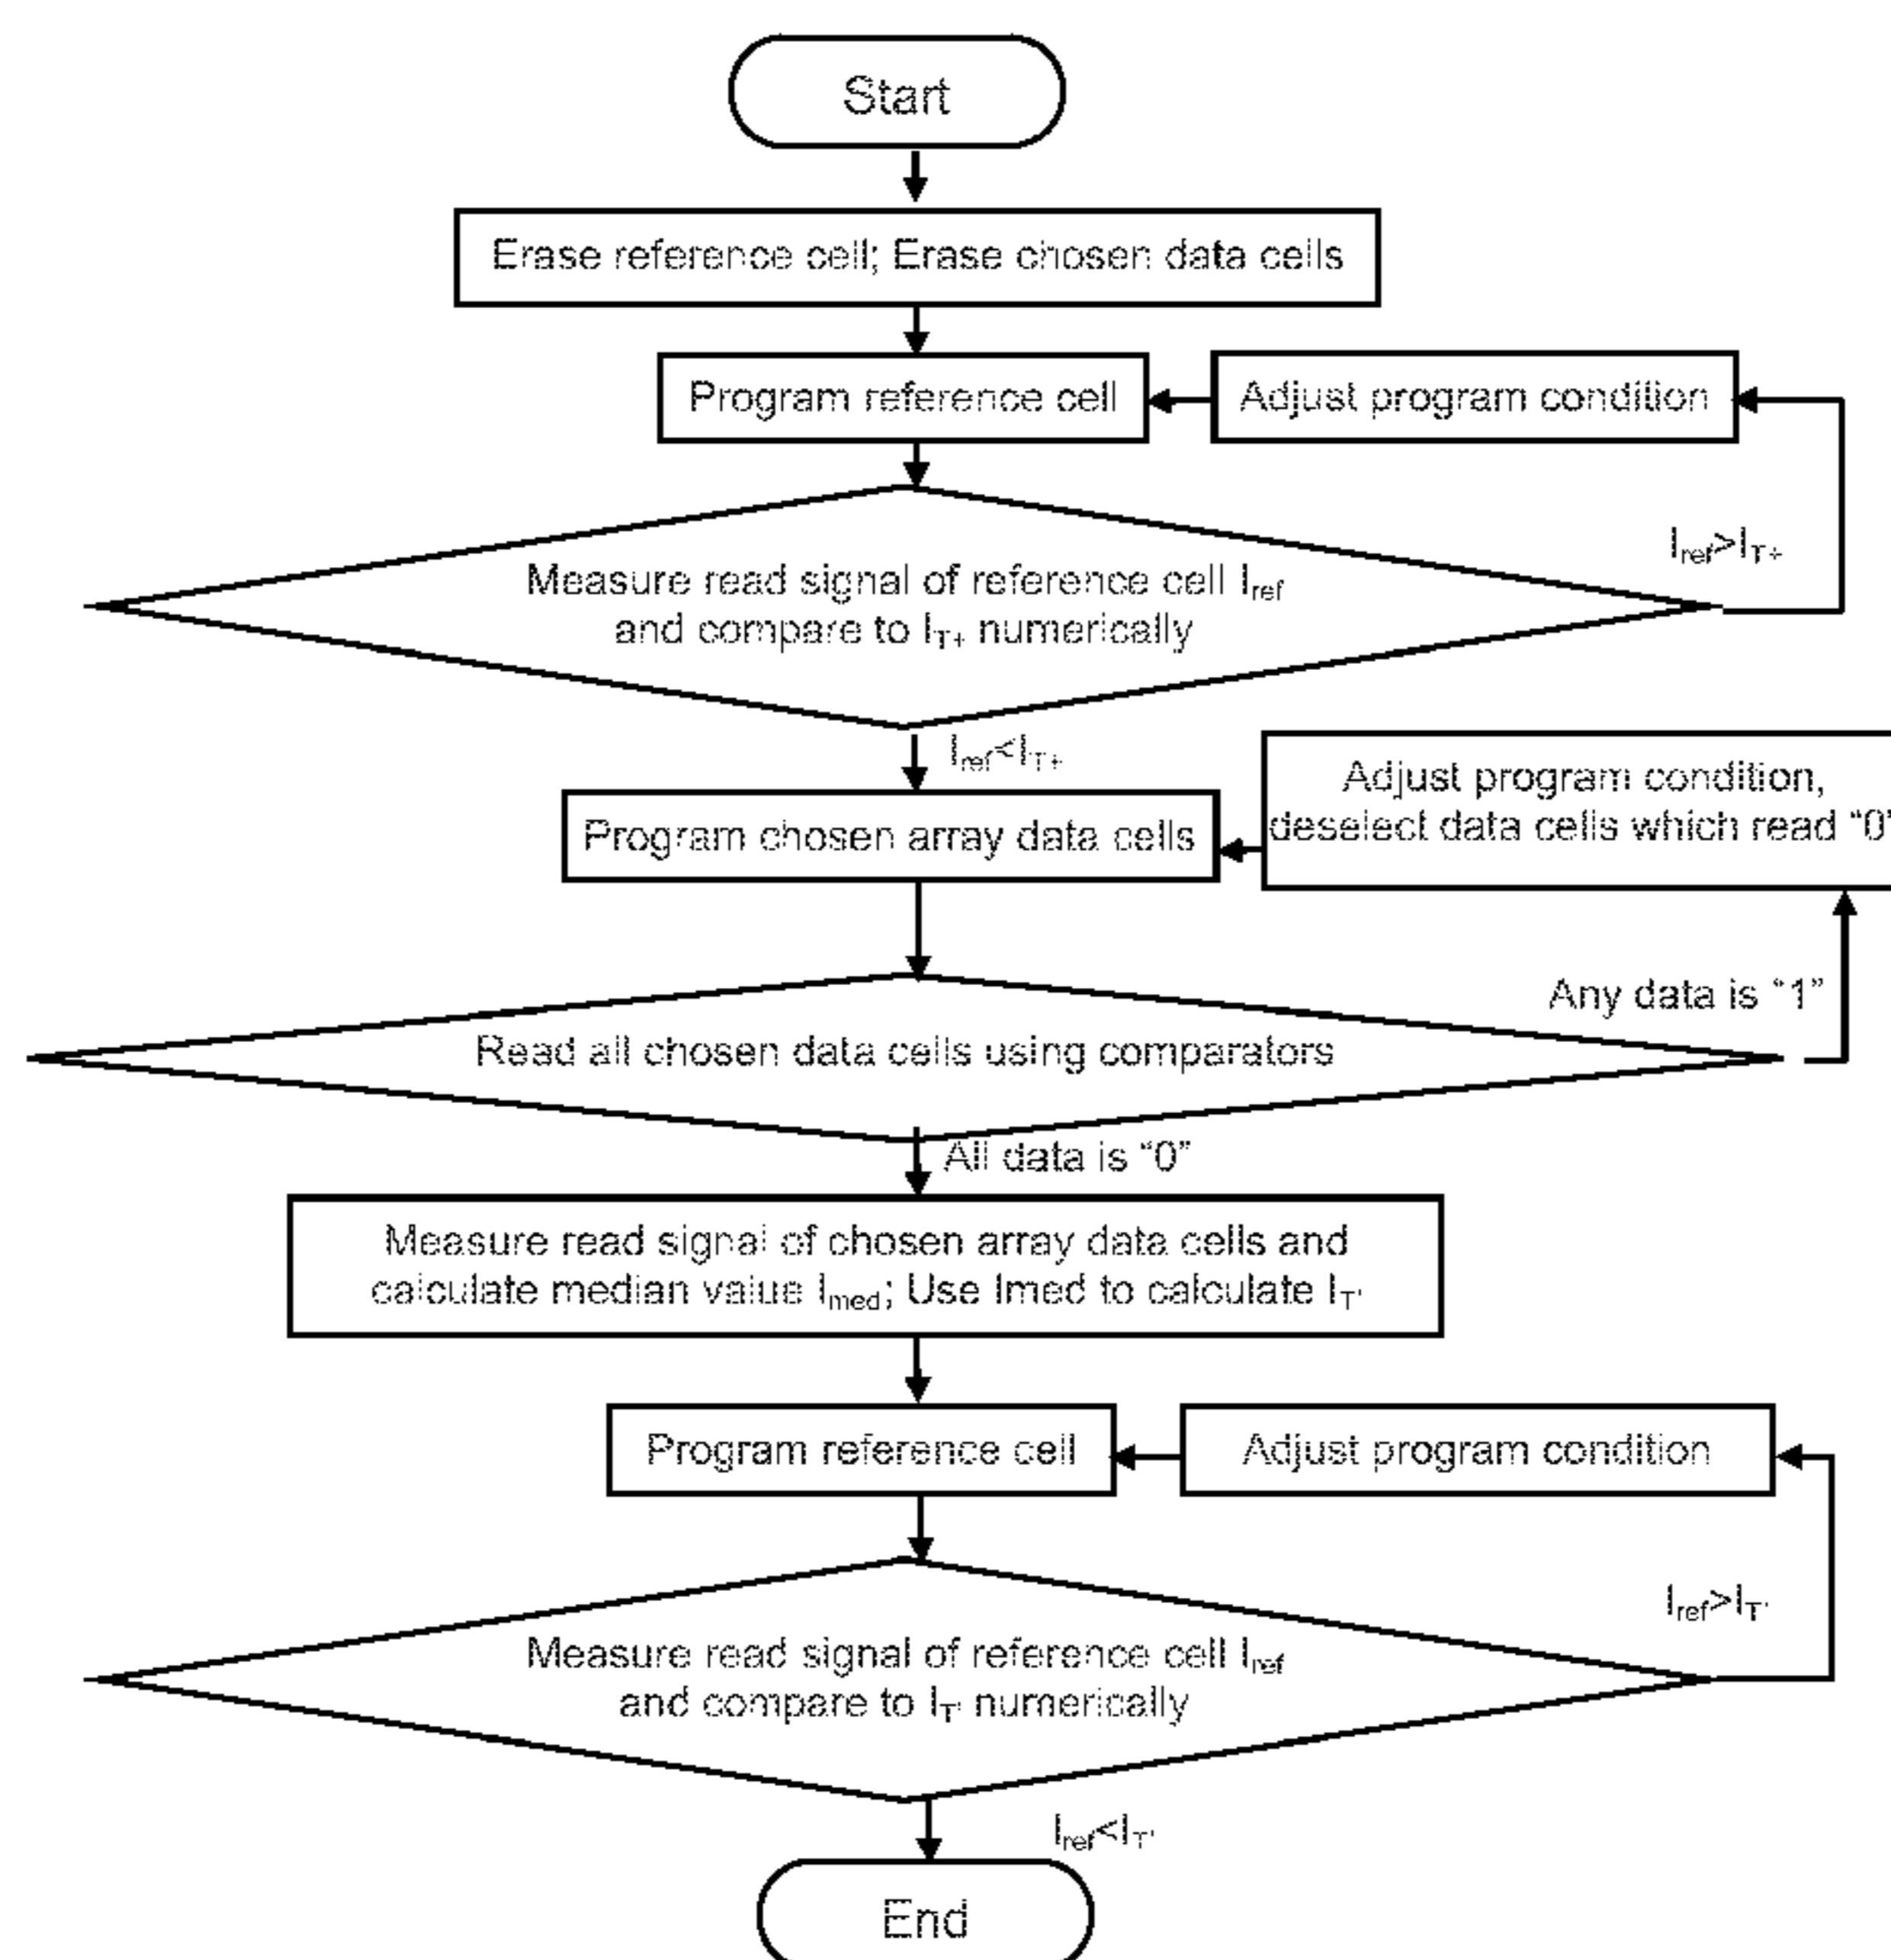 Start
Erase reference cell; Erase chosen data cells
Program reference cell
Adjust program condition
Iref>IT+
Measure read signal of reference cell Iref
and compare to IT+ numerically
Iref<IT+
Adjust program condition,
deselect data cells which read “0”
Program chosen array data cells
Any data is “1”
Read all chosen data cells using comparators
All data is “0”
Measure read signal of chosen array data cells and
calculate median value Imed; Use Imed to calculate IT'
Program reference cell
Adjust program condition
Iref>IT'
Measure read signal of reference cell Iref
and compare to IT' numerically
Iref<IT'
End